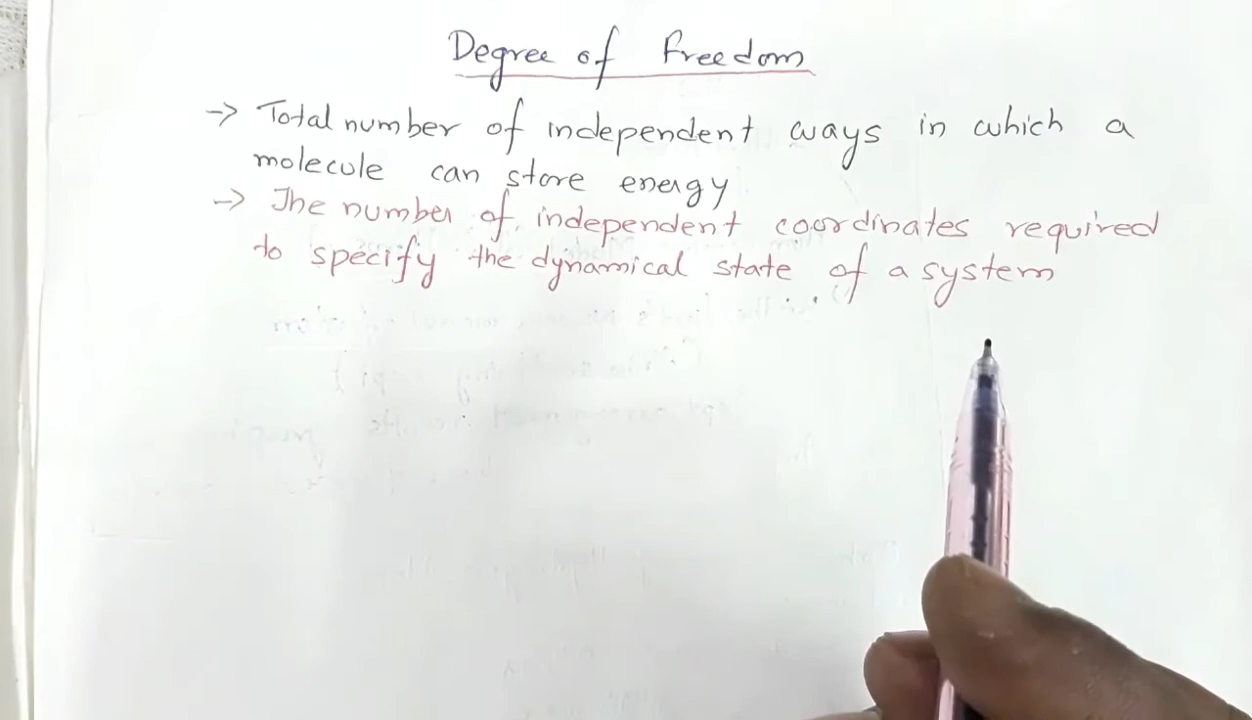 Degree of freedom
→ Total number of independent ways in which a
molecule can store energy
→ The number of independent coordinates required
to specify the dynamical state of a system